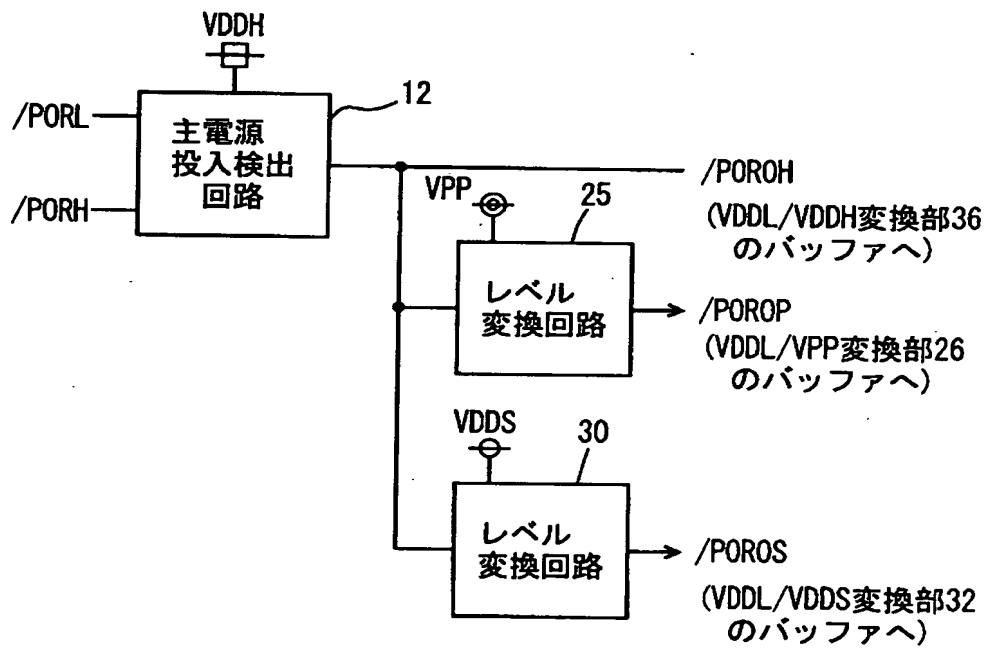 VDDH
12
/PORL
主電源
投入検出
回路
/PORH
/POROH
(VDDL/VDDH変換部36
のバッファへ)
VPP
25
レベル
変換回路
/POROP
(VDDL/VPP変換部26
のバッファへ)
VDDS
30
レベル
変換回路
/POROS
(VDDL/VDDS変換部32
のバッファへ)